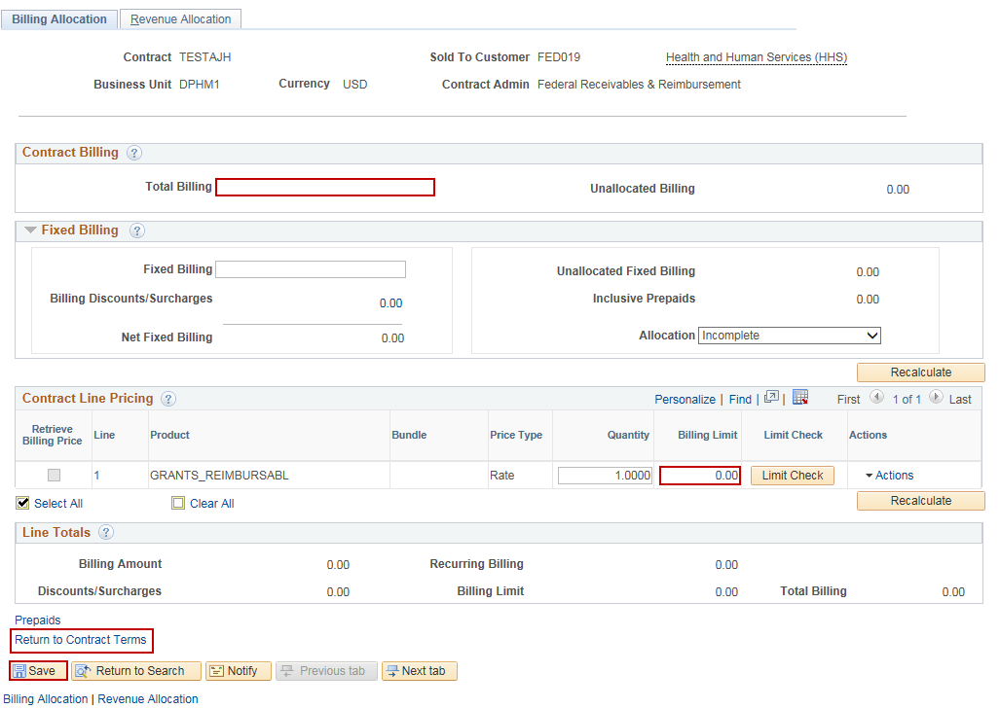 Billing Allocation Revenue Allocation
Contract TESTAJH Sold To Customer FED019 Health and Human Services (HHS)
Business Unit DPHM1 Currency USD Contract Admin Federal Receivables & Reimbursement
Contract Billing ?
Total Billing Unallocated Billing 0.00
Fixed Billing ?
Fixed Billing Unallocated Fixed Billing 0.00
Billing Discounts/Surcharges 0.00 Inclusive Prepaids 0.00
Net Fixed Billing 0.00 Allocation Incomplete
Recalculate
Contract Line Pricing ? Personalize | Find | | First 1 of 1 Last
Retrieve Billing Price Line Product Bundle Price Type Quantity Billing Limit Limit Check Actions
1 GRANTS_REIMBURSABL Rate 1.0000 0.00 Limit Check Actions
Select All Clear All Recalculate
Line Totals ?
Billing Amount 0.00 Recurring Billing 0.00
Discounts/Surcharges 0.00 Billing Limit 0.00 Total Billing 0.00
Prepaids
Return to Contract Terms
Save Return to Search Notify Previous tab Next tab
Billing Allocation | Revenue Allocation